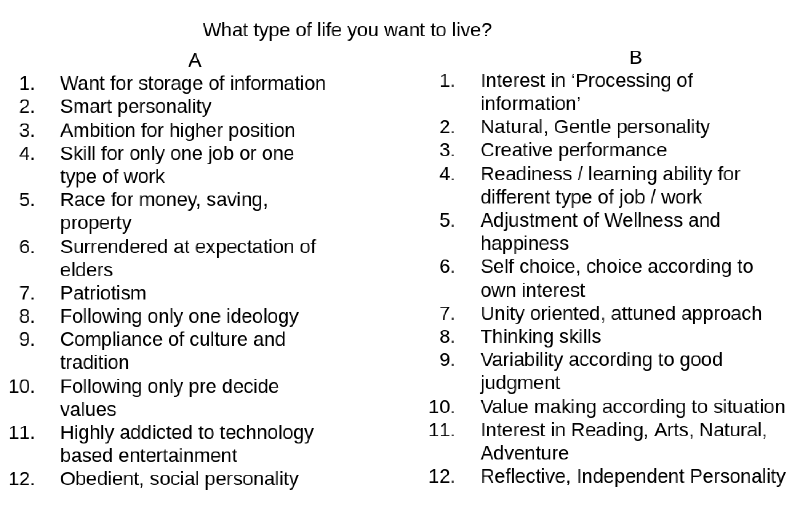 What type of life you want to live?
A
1. Want for storage of information
2. Smart personality
3. Ambition for higher position
4. Skill for only one job or one
type of work
5. Race for money, saving,
property
6. Surrendered at expectation of
elders
7. Patriotism
8. Following only one ideology
9. Compliance of culture and
tradition
10. Following only pre decide
values
11. Highly addicted to technology
based entertainment
12. Obedient, social personality
B
1. Interest in ‘Processing of
information’
2. Natural, Gentle personality
3. Creative performance
4. Readiness / learning ability for
different type of job / work
5. Adjustment of Wellness and
happiness
6. Self choice, choice according to
own interest
7. Unity oriented, attuned approach
8. Thinking skills
9. Variability according to good
judgment
10. Value making according to situation
11. Interest in Reading, Arts, Natural,
Adventure
12. Reflective, Independent Personality